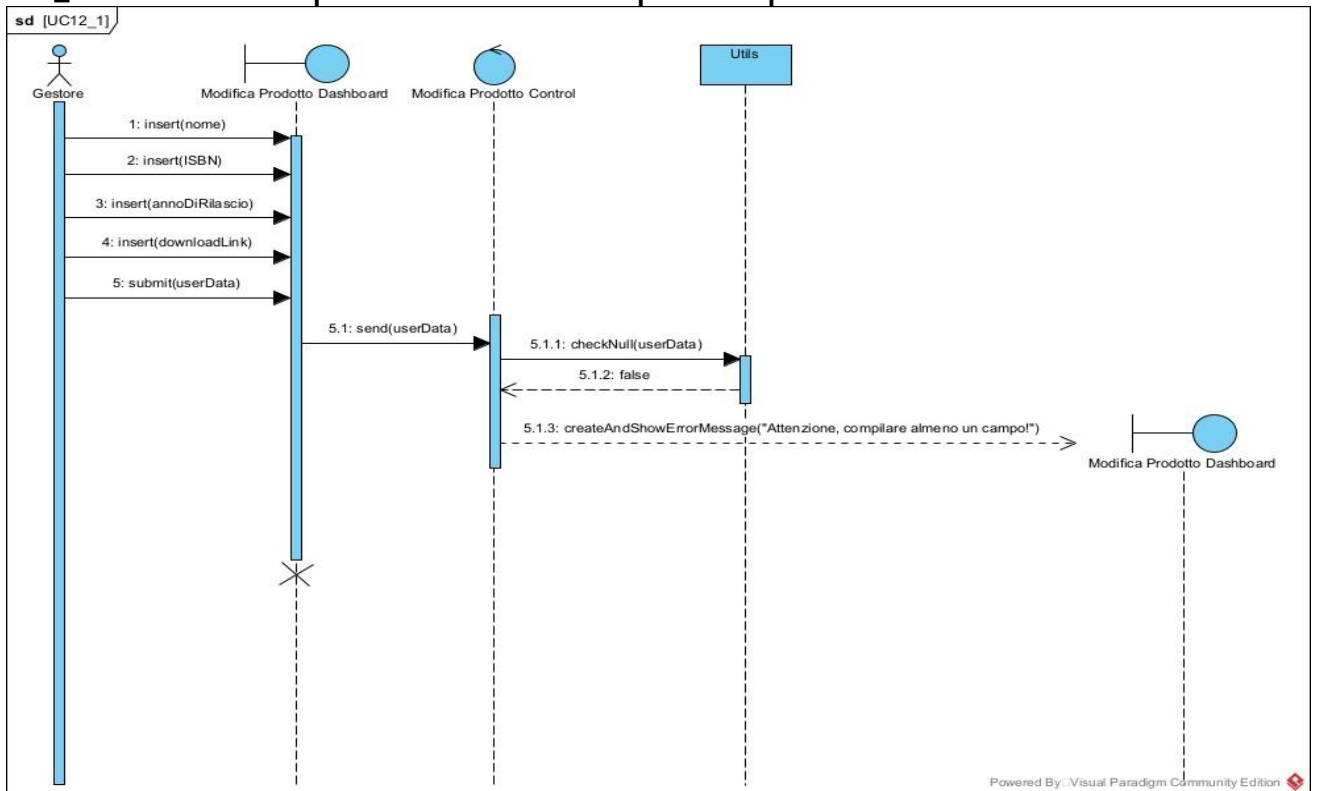 sd [UC12_1]
Utils
Gestore
Modifica Prodotto Dashboard
Modifica Prodotto Control
1: insert(nome)
2: insert(ISBN)
3: insert(annoDiRilascio)
4: insert(downloadLink)
5: submit(userData)
5.1: send(userData)
5.1.1: checkNull(userData)
5.1.2: false
5.1.3: createAndShowErrorMessage("Attenzione, compilare almeno un campo!")
Modifica Prodotto Dashboard
Powered By Visual Paradigm Community Edition